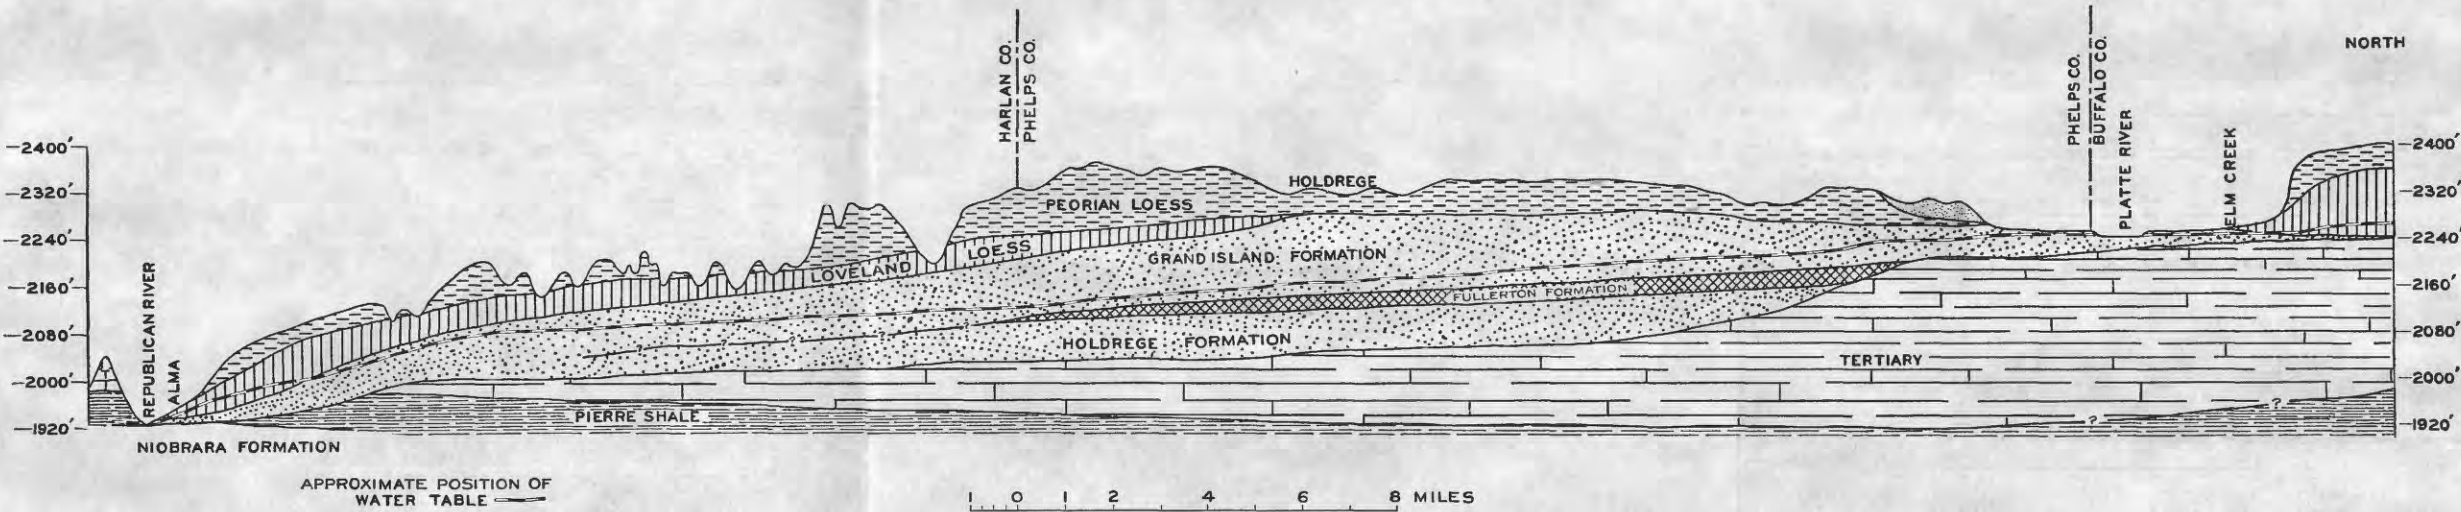 NORTH
HARLAN CO.
PHELPS CO.
PHELPS CO.
BUFFALO CO.
PLATTE RIVER
ELM CREEK
REPUBLICAN RIVER
ALMA
2400'
2320'
2240'
2160'
2080'
2000'
1920'
2400'
2320'
2240'
2160'
2080'
2000'
1920'
HOLDREGE
PEORIAN LOESS
LOVELAND LOESS
GRAND ISLAND FORMATION
FULLERTON FORMATION
HOLDREGE FORMATION
? ? ? ?
TERTIARY
PIERRE SHALE
? ?
NIOBRARA FORMATION
APPROXIMATE POSITION OF
WATER TABLE
1 0 1 2 4 6 8 MILES